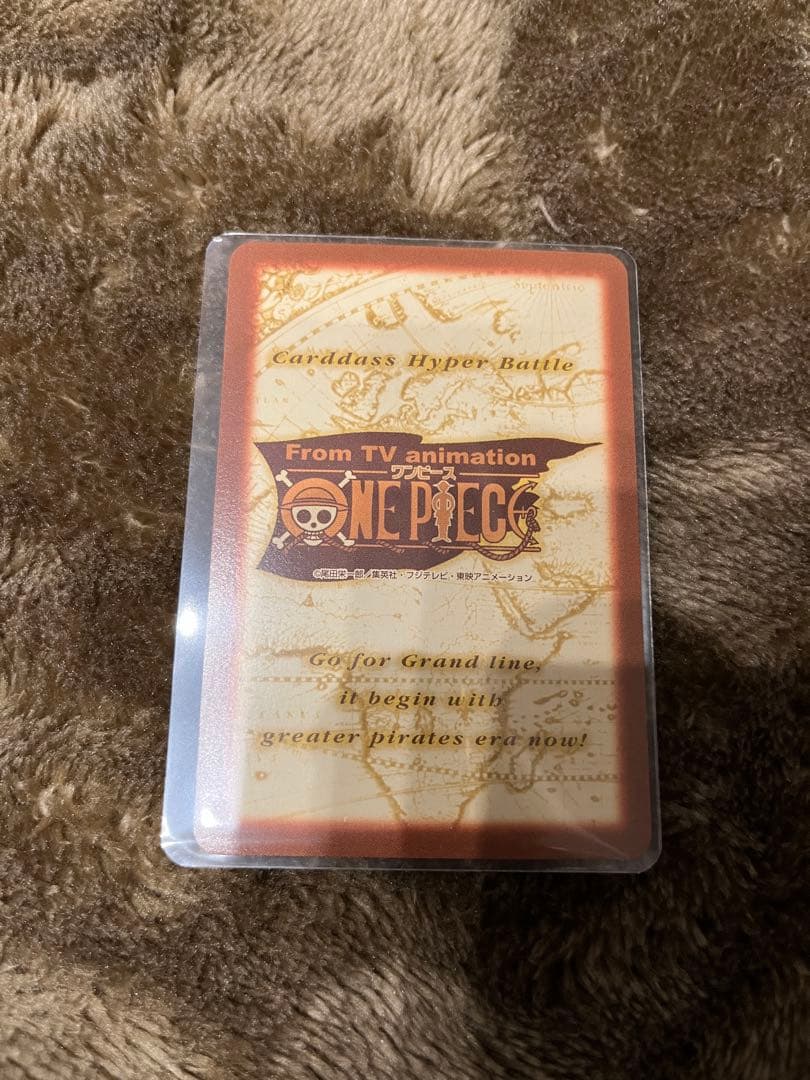 Septentrio
Carddass Hyper Battle
From TV animation
ワンピース
ONE PIECE
©尾田栄一郎／集英社・フジテレビ・東映アニメーション
Go for Grand line,
it begin with
greater pirates era now!